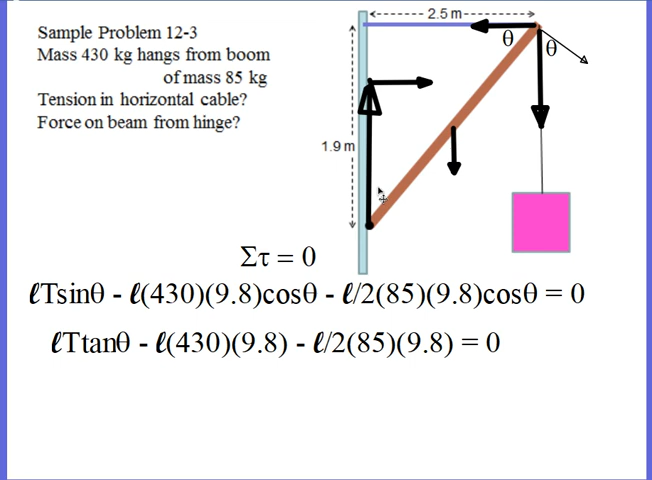 Sample Problem 12-3
Mass 430 kg hangs from boom
of mass 85 kg
Tension in horizontal cable?
Force on beam from hinge?
2.5 m
θ
θ
1.9 m
Στ = 0
ℓTsinθ - ℓ(430)(9.8)cosθ - ℓ/2(85)(9.8)cosθ = 0
ℓTtanθ - ℓ(430)(9.8) - ℓ/2(85)(9.8) = 0